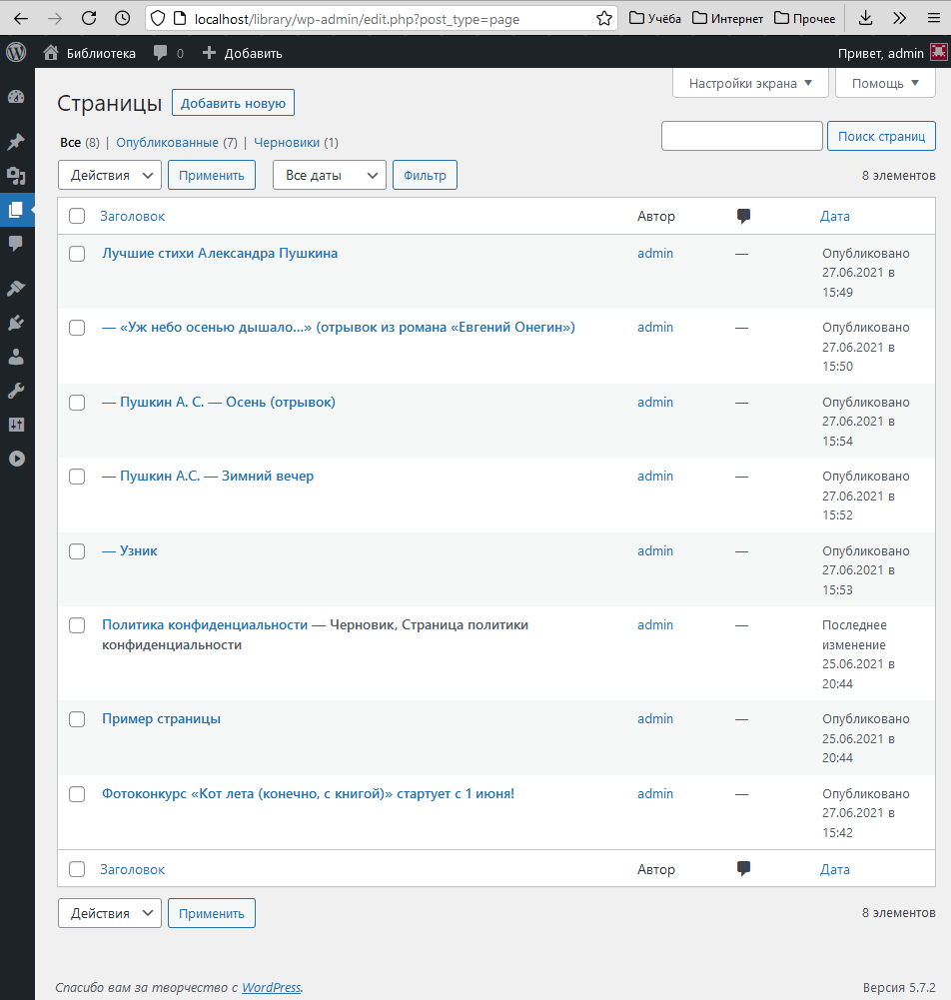 localhost/library/wp-admin/edit.php?post_type=page
Учёба
Интернет
Прочее
Библиотека
0
Добавить
Привет, admin
Настройки экрана
Помощь
Страницы
Добавить новую
Все (8) | Опубликованные (7) | Черновики (1)
Поиск страниц
Действия
Применить
Все даты
Фильтр
8 элементов
Заголовок
Автор
Дата
Лучшие стихи Александра Пушкина
admin
—
Опубликовано
27.06.2021 в
15:49
— «Уж небо осенью дышало…» (отрывок из романа «Евгений Онегин»)
admin
—
Опубликовано
27.06.2021 в
15:50
— Пушкин А. С. — Осень (отрывок)
admin
—
Опубликовано
27.06.2021 в
15:54
— Пушкин А.С. — Зимний вечер
admin
—
Опубликовано
27.06.2021 в
15:52
— Узник
admin
—
Опубликовано
27.06.2021 в
15:53
Политика конфиденциальности — Черновик, Страница политики
конфиденциальности
admin
—
Последнее
изменение
25.06.2021 в
20:44
Пример страницы
admin
—
Опубликовано
25.06.2021 в
20:44
Фотоконкурс «Кот лета (конечно, с книгой)» стартует с 1 июня!
admin
—
Опубликовано
27.06.2021 в
15:42
Заголовок
Автор
Дата
Действия
Применить
8 элементов
Спасибо вам за творчество с WordPress.
Версия 5.7.2